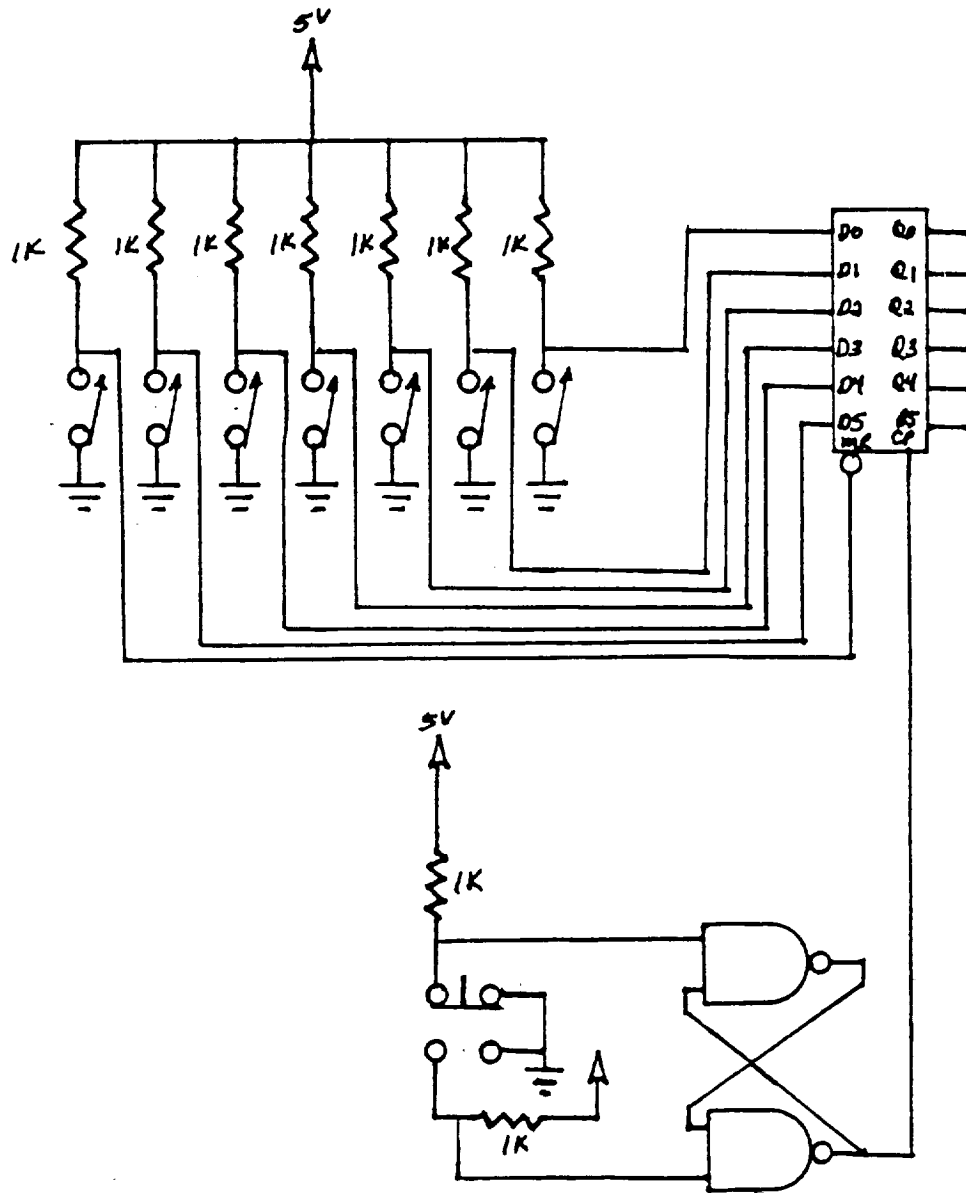 5V
1K 1K 1K 1K 1K 1K 1K
D0 Q0
D1 Q1
D2 Q2
D3 Q3
D4 Q4
D5 Q5
MR CP
5V
1K
1K